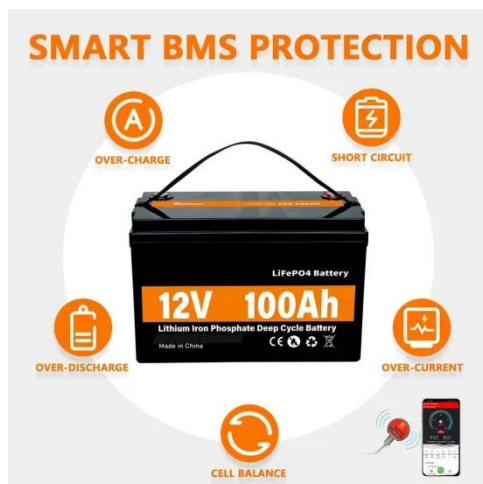 SMART BMS PROTECTION
A
OVER-CHARGE
SHORT CIRCUIT
LiFePO4 Battery
12V 100Ah
Lithium Iron Phosphate Deep Cycle Battery
Made in China
CE
OVER-DISCHARGE
OVER-CURRENT
CELL BALANCE